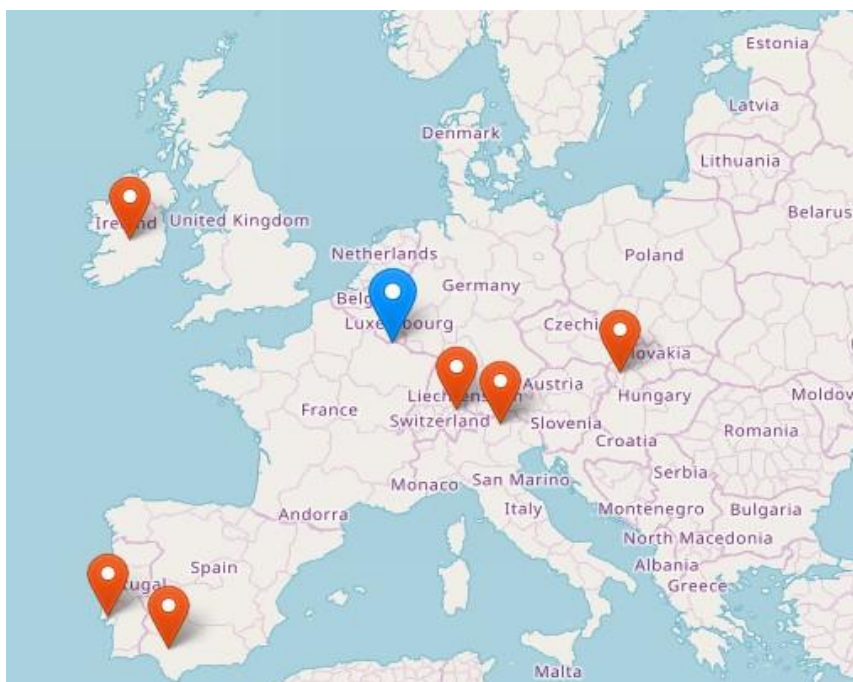 Estonia
Latvia
Denmark
Lithuania
Belarus
United Kingdom
Netherlands
Poland
Germany
France
Austria
Hungary
Moldov
Switzerland
Slovenia
Romania
Croatia
Serbia
Monaco
San Marino
Italy
Montenegro
Bulgaria
Andorra
North Macedonia
Spain
Albania
Greece
Malta